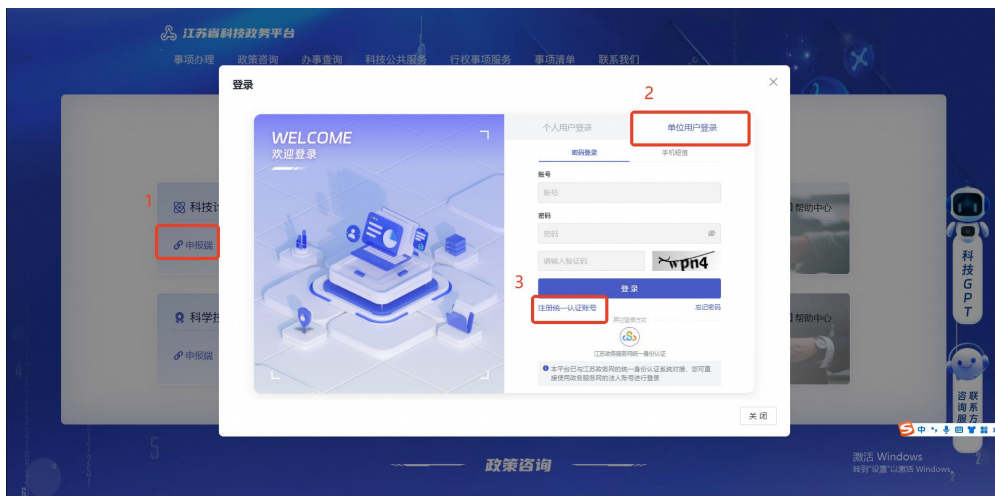 江苏省科技政务平台
事项办理 政策咨询 办事查询 科技公共服务 行权事项服务 事项清单 联系我们
登录
2
WELCOME
欢迎登录
个人用户登录 单位用户登录
密码登录 手机短信
账号
账号
密码
密码
请输入验证码
wpn4
登 录
3
注册统一认证账号 忘记密码
其它登录方式
江苏政务服务网统一身份认证
本平台已与江苏政务网的统一身份认证系统对接，您可直
接使用政务服务网的法人账号进行登录
关 闭
1
科技计
申报端
科学技
申报端
帮助中心
帮助中心
科技GPT
联系方
咨询服
中
政策咨询
激活 Windows
转到"设置"以激活 Windows。